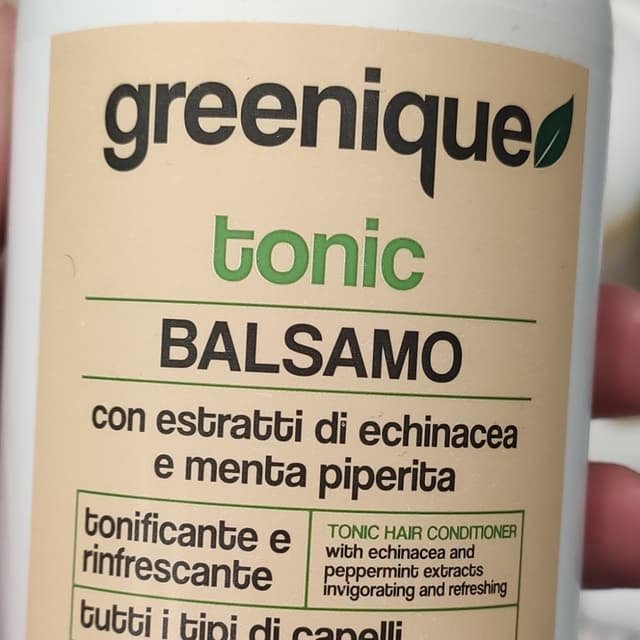 greenique
tonic
BALSAMO
con estratti di echinacea
e menta piperita
tonificante e
rinfrescante
TONIC HAIR CONDITIONER
with echinacea and
peppermint extracts
invigorating and refreshing
tutti i tipi di capelli